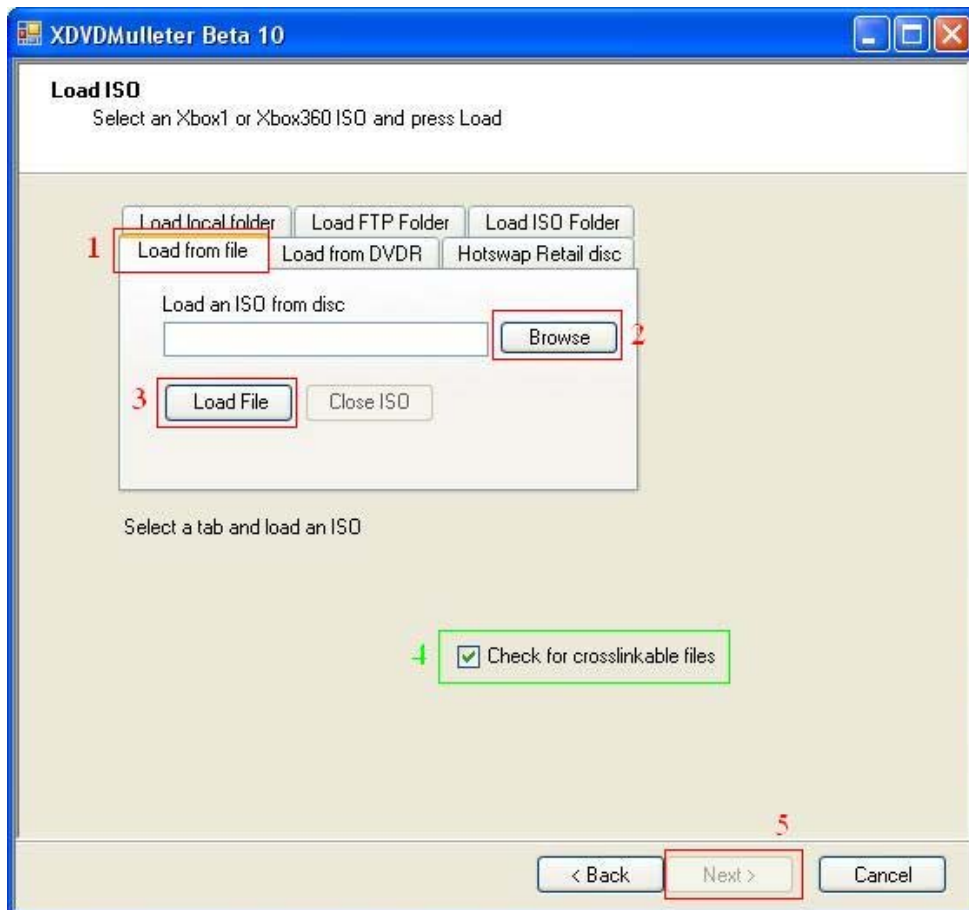 XDVDMulleter Beta 10
Load ISO
Select an Xbox1 or Xbox360 ISO and press Load
Load local folder Load FTP Folder Load ISO Folder
1 Load from file Load from DVDR Hotswap Retail disc
Load an ISO from disc
Browse 2
3 Load File Close ISO
Select a tab and load an ISO
4 Check for crosslinkable files
5
< Back Next > Cancel